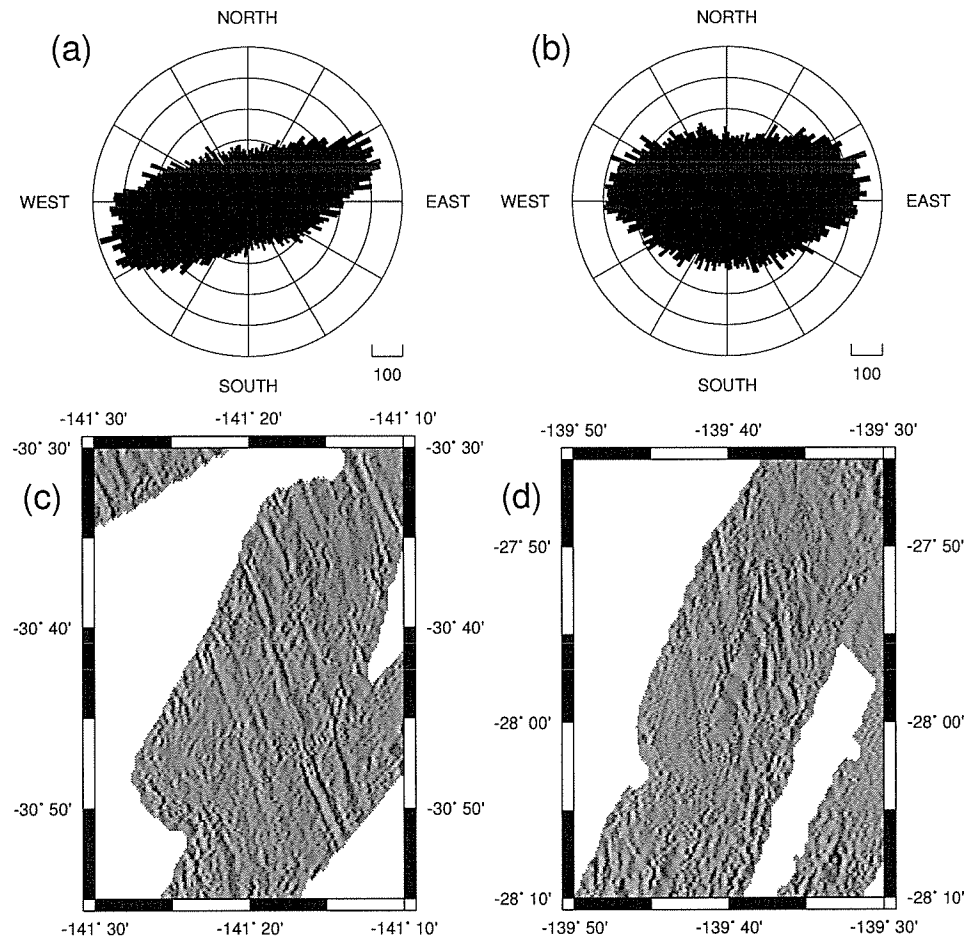 NORTH
NORTH
(a)
(b)
WEST
EAST
WEST
EAST
100
100
SOUTH
SOUTH
-141° 30'
-141° 20'
-141° 10'
-139° 50'
-139° 40'
-139° 30'
-30° 30'
-30° 30'
(c)
(d)
-27° 50'
-27° 50'
-30° 40'
-30° 40'
-28° 00'
-28° 00'
-30° 50'
-30° 50'
-28° 10'
-28° 10'
-141° 30'
-141° 20'
-141° 10'
-139° 50'
-139° 40'
-139° 30'